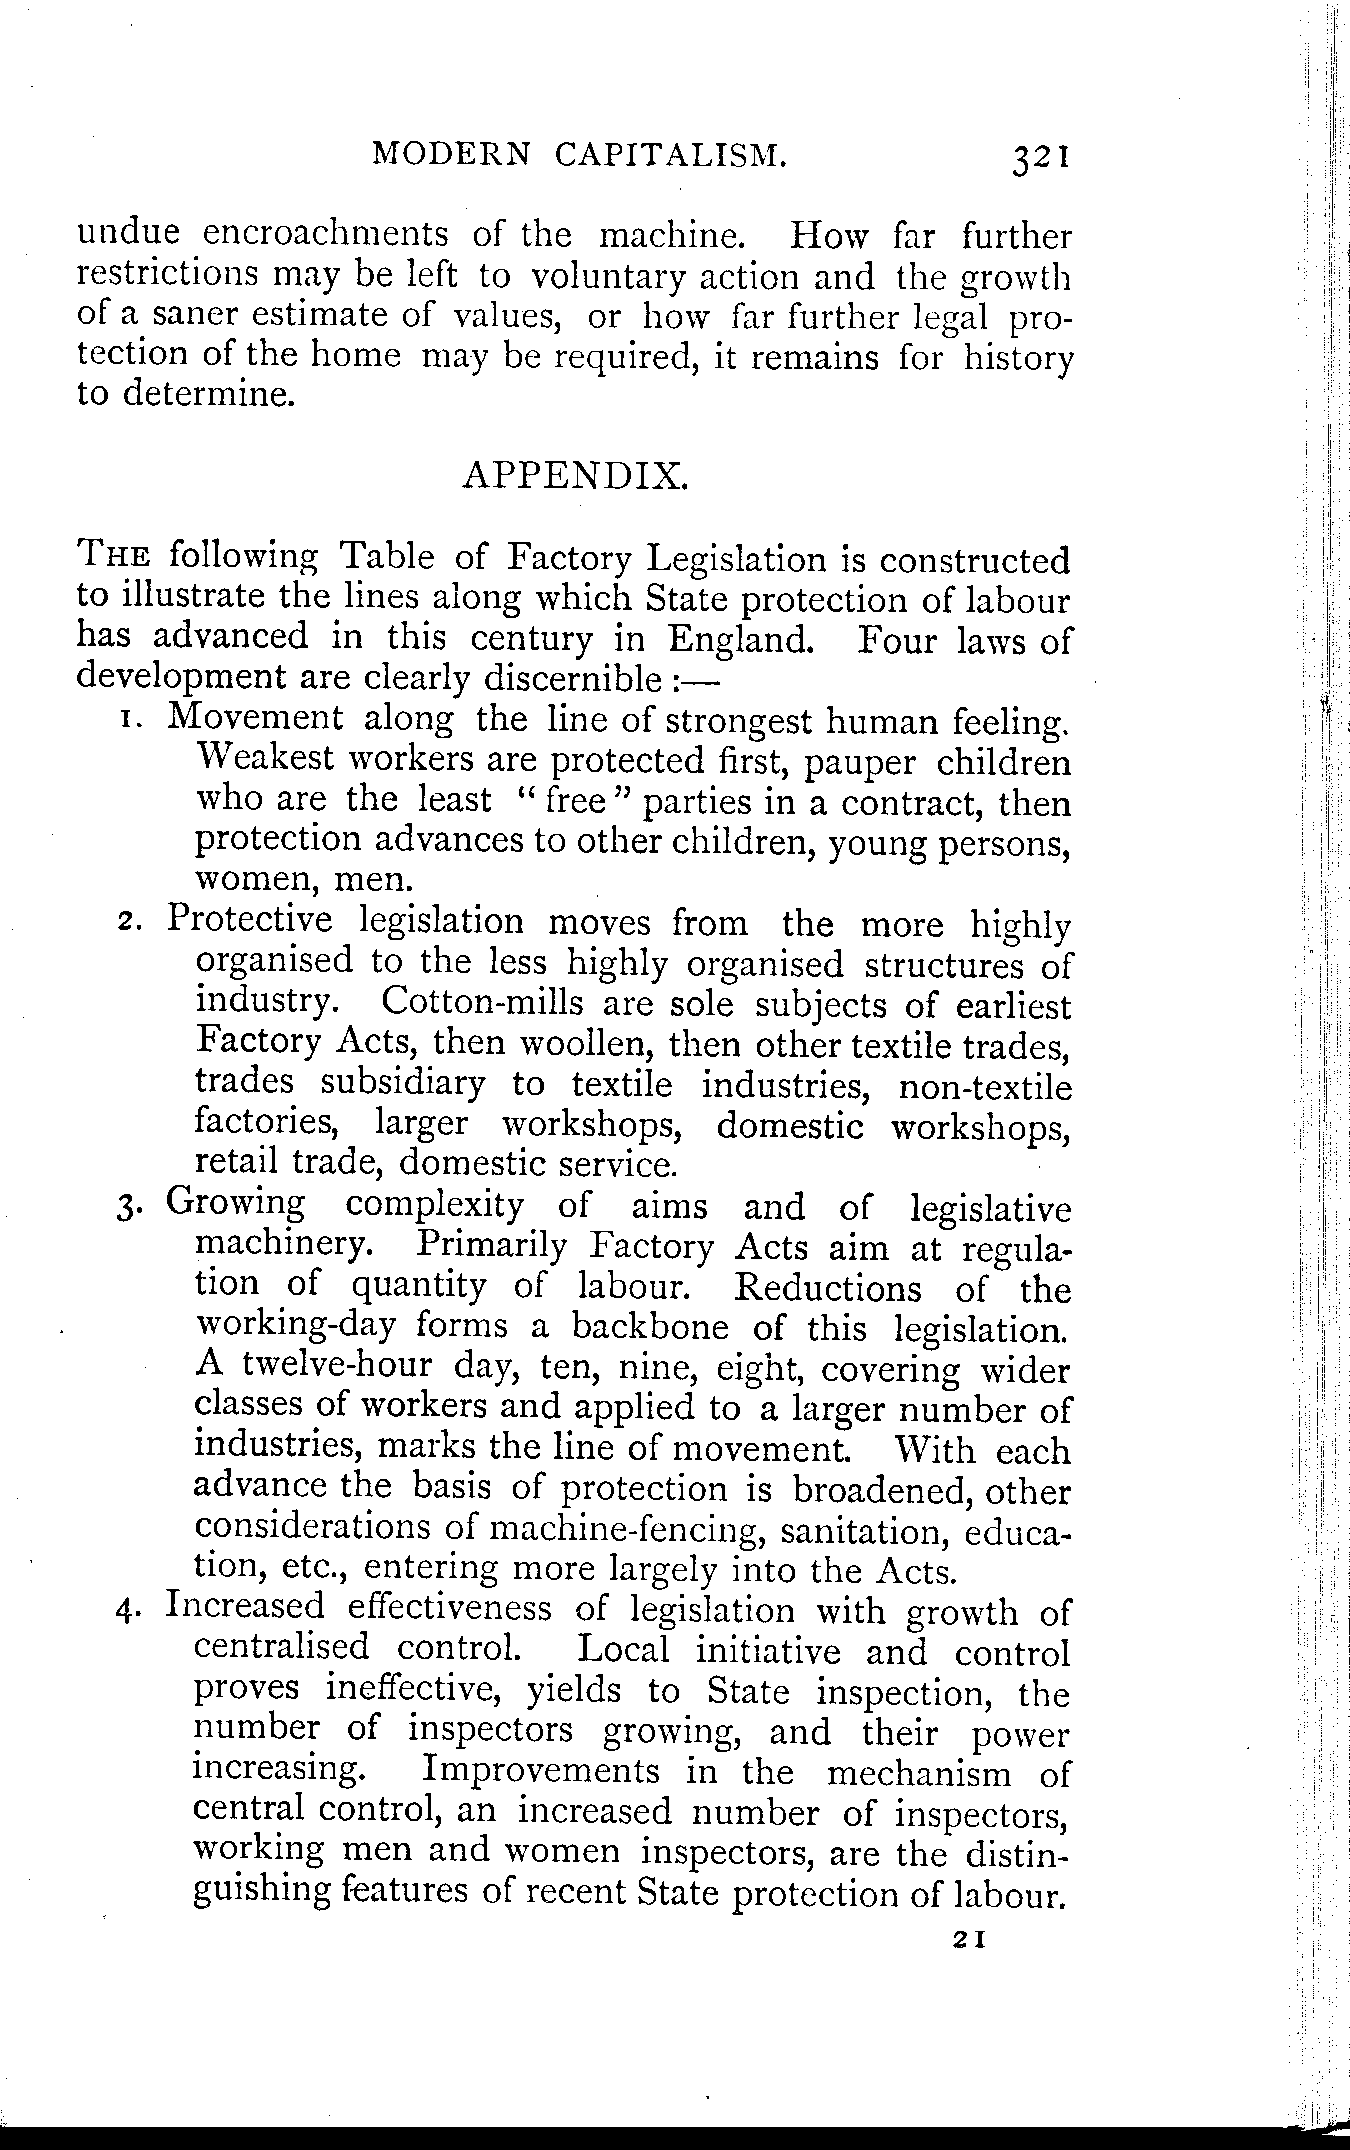 MODERN CAPITALISM. 321
undue encroachments of the machine. How far further
restrictions may be left to voluntary action and the growth
of a saner estimate of values, or how far further legal pro-
tection of the home may be required, it remains for history
to determine.
APPENDIX.
THE following Table of Factory Legislation is constructed
to illustrate the lines along which State protection of labour
has advanced in this century in England. Four laws of
development are clearly discernible :—
1. Movement along the line of strongest human feeling.
Weakest workers are protected first, pauper children
who are the least “ free ” parties in a contract, then
protection advances to other children, young persons,
women, men.
2. Protective legislation moves from the more highly
organised to the less highly organised structures of
industry. Cotton-mills are sole subjects of earliest
Factory Acts, then woollen, then other textile trades,
trades subsidiary to textile industries, non-textile
factories, larger workshops, domestic workshops,
retail trade, domestic service.
3. Growing complexity of aims and of legislative
machinery. Primarily Factory Acts aim at regula-
tion of quantity of labour. Reductions of the
working-day forms a backbone of this legislation.
A twelve-hour day, ten, nine, eight, covering wider
classes of workers and applied to a larger number of
industries, marks the line of movement. With each
advance the basis of protection is broadened, other
considerations of machine-fencing, sanitation, educa-
tion, etc., entering more largely into the Acts.
4. Increased effectiveness of legislation with growth of
centralised control. Local initiative and control
proves ineffective, yields to State inspection, the
number of inspectors growing, and their power
increasing. Improvements in the mechanism of
central control, an increased number of inspectors,
working men and women inspectors, are the distin-
guishing features of recent State protection of labour.
21